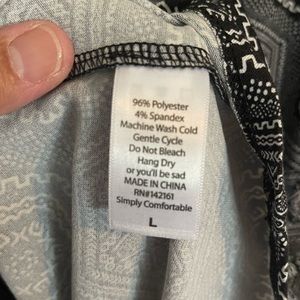 96% Polyester
4% Spandex
Machine Wash Cold
Gentle Cycle
Do Not Bleach
Hang Dry
or you'll be sad
MADE IN CHINA
RN#142161
Simply Comfortable
L